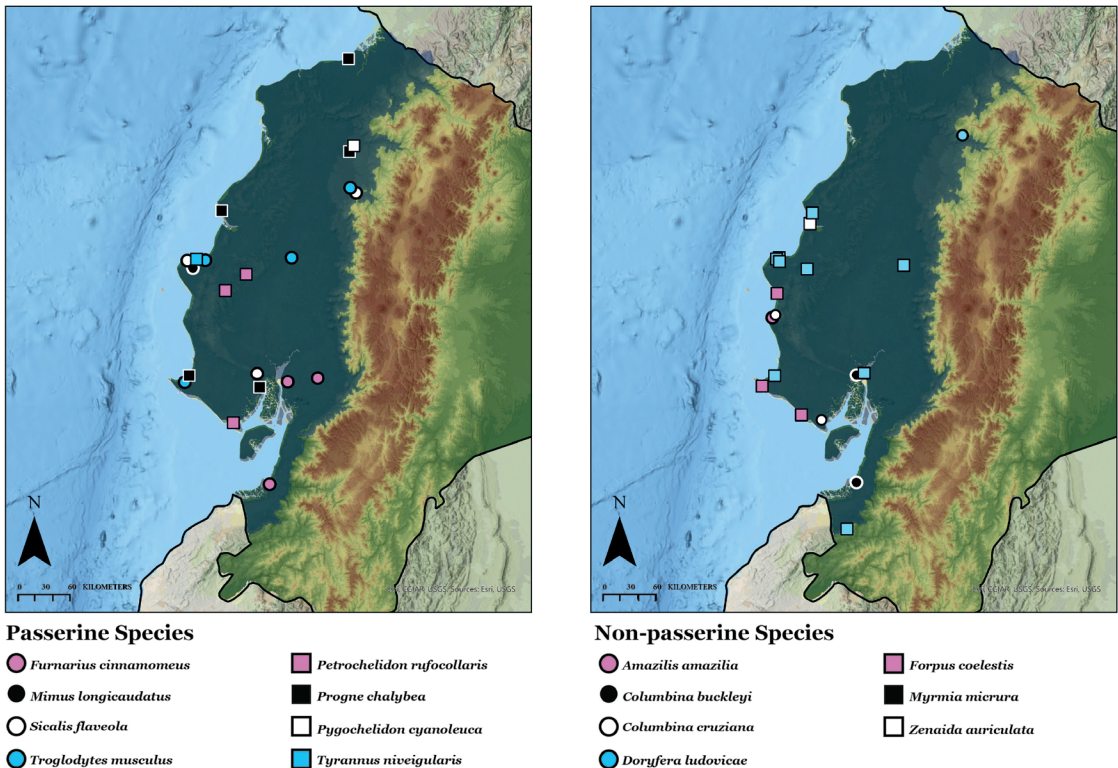 N
0 30 60 KILOMETERS
Esri, CGIAR, USGS; Sources: Esri, USGS
N
0 30 60 KILOMETERS
Esri, CGIAR, USGS; Sources: Esri, USGS
Passerine Species
Furnarius cinnamomeus
Mimus longicaudatus
Sicalis flaveola
Troglodytes musculus
Petrochelidon rufocollaris
Progne chalybea
Pygochelidon cyanoleuca
Tyrannus niveigularis
Non-passerine Species
Amazilis amazilia
Columbina buckleyi
Columbina cruziana
Doryfera ludovicae
Forpus coelestis
Myrmia micrura
Zenaida auriculata